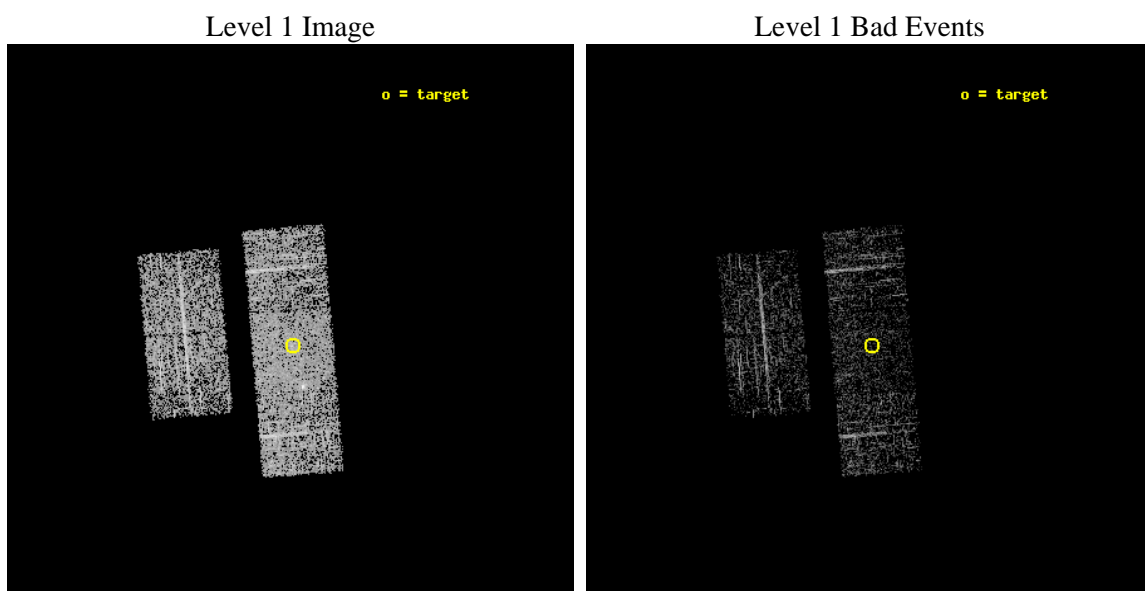 Level 1 Image
Level 1 Bad Events
o = target
o = target